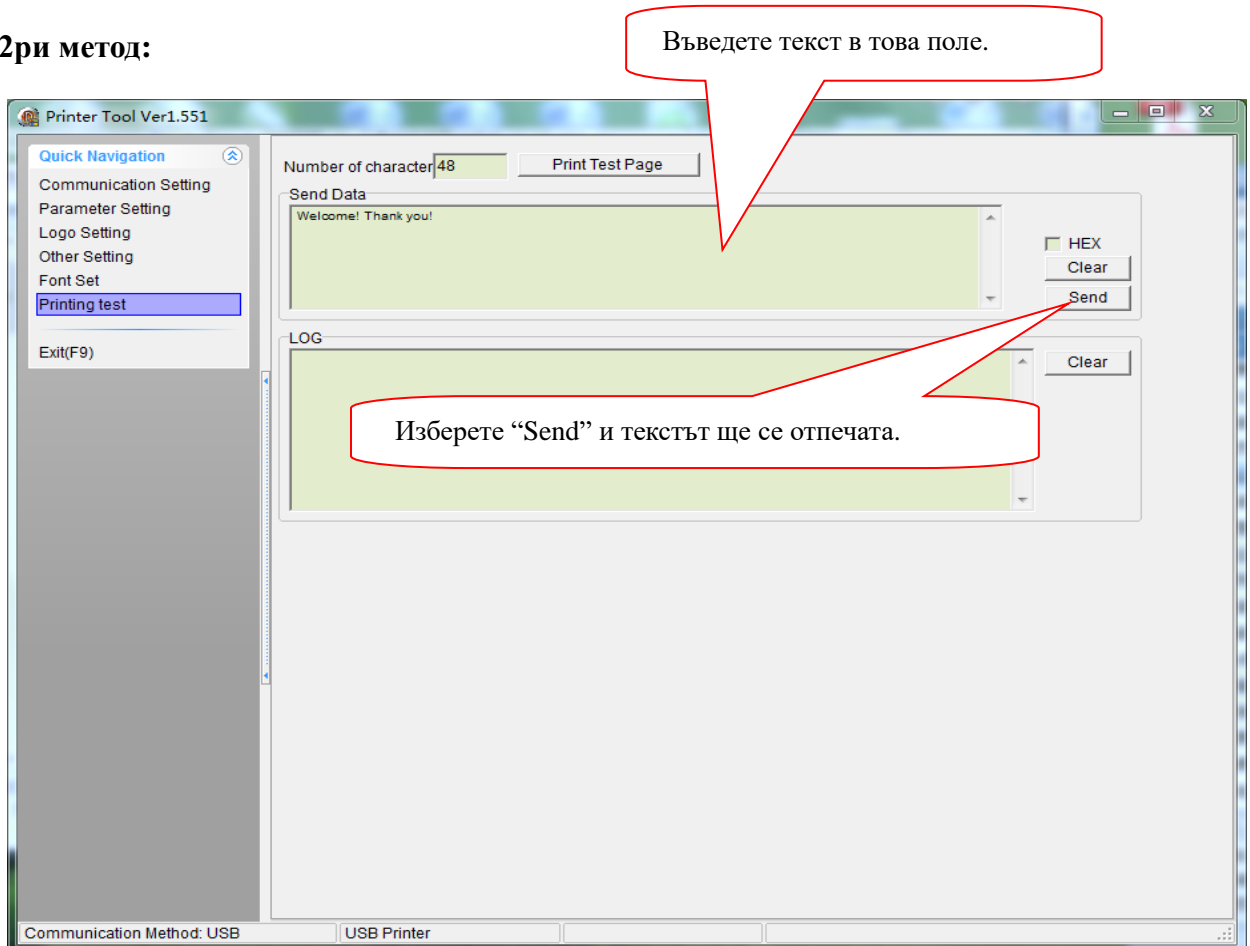 2ри метод:
Въведете текст в това поле.
Printer Tool Ver1.551
Quick Navigation
Communication Setting
Parameter Setting
Logo Setting
Other Setting
Font Set
Printing test
Exit(F9)
Number of character 48 Print Test Page
Send Data
Welcome! Thank you!
HEX
Clear
Send
LOG
Clear
Изберете “Send” и текстът ще се отпечата.
Communication Method: USB USB Printer